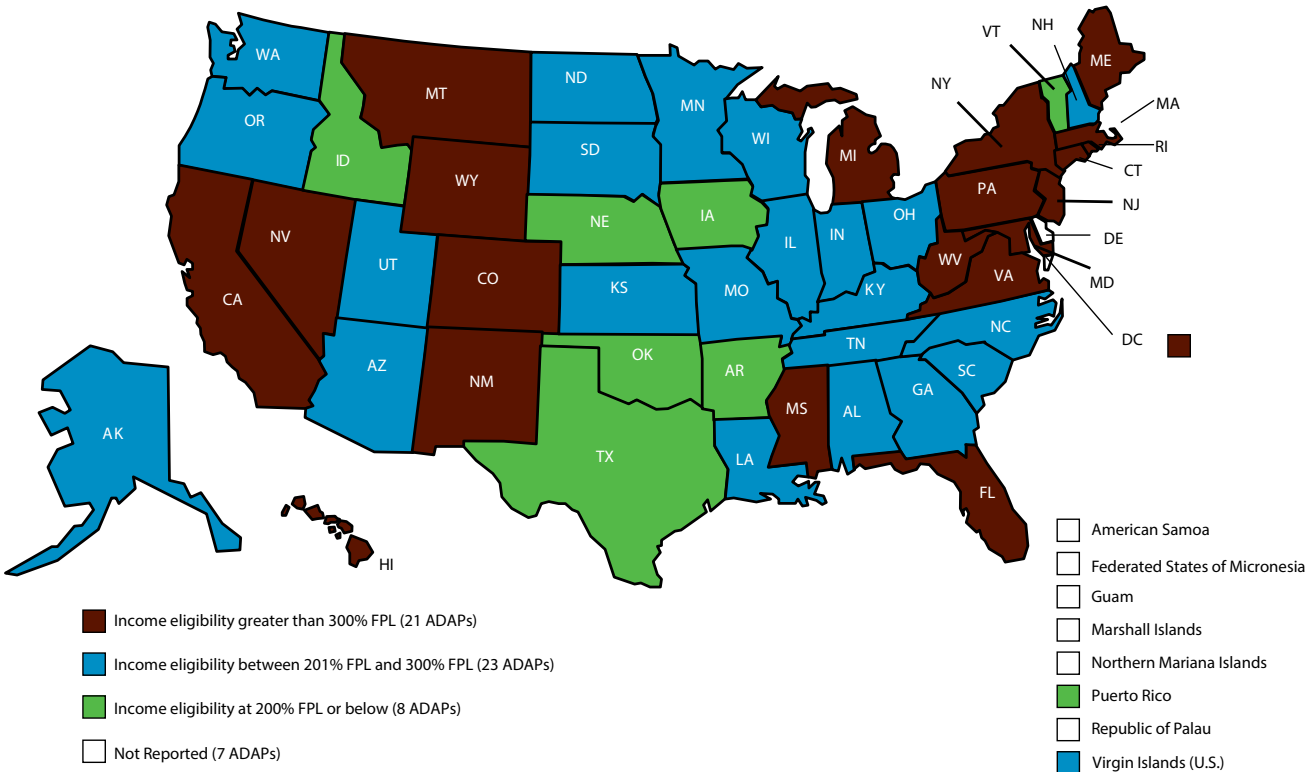 VT
NH
ME
WA
MT
ND
MN
NY
MA
OR
ID
SD
WI
MI
RI
CT
WY
PA
NJ
NE
IA
OH
NV
IL
IN
DE
UT
CO
WV
VA
MD
CA
KS
MO
KY
NC
DC
AZ
NM
OK
TN
AR
SC
MS
AL
GA
AK
TX
LA
FL
HI
American Samoa
Federated States of Micronesia
Guam
Marshall Islands
Northern Mariana Islands
Puerto Rico
Republic of Palau
Virgin Islands (U.S.)
Income eligibility greater than 300% FPL (21 ADAPs)
Income eligibility between 201% FPL and 300% FPL (23 ADAPs)
Income eligibility at 200% FPL or below (8 ADAPs)
Not Reported (7 ADAPs)